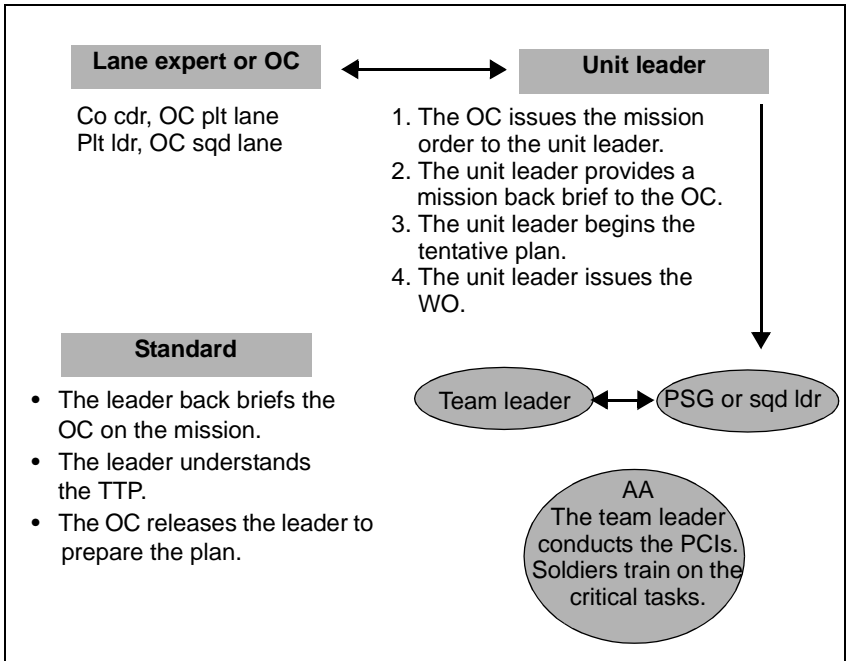 Lane expert or OC
Co cdr, OC plt lane
Plt ldr, OC sqd lane
Unit leader
1. The OC issues the mission
order to the unit leader.
2. The unit leader provides a
mission back brief to the OC.
3. The unit leader begins the
tentative plan.
4. The unit leader issues the
WO.
Standard
• The leader back briefs the
OC on the mission.
• The leader understands
the TTP.
• The OC releases the leader to
prepare the plan.
Team leader
PSG or sqd ldr
AA
The team leader
conducts the PCIs.
Soldiers train on the
critical tasks.